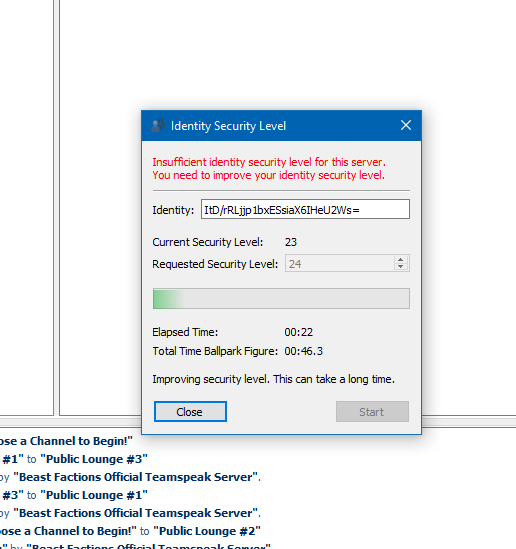 Identity Security Level
Insufficient identity security level for this server.
You need to improve your identity security level.
Identity: ItD/rRLjjp1bxESsiaX6IHeU2Ws=
Current Security Level: 23
Requested Security Level: 24
Elapsed Time: 00:22
Total Time Ballpark Figure: 00:46.3
Improving security level. This can take a long time.
Close Start
ose a Channel to Begin!"
#1" to "Public Lounge #3"
by "Beast Factions Official Teamspeak Server".
#3" to "Public Lounge #1"
by "Beast Factions Official Teamspeak Server".
oose a Channel to Begin!" to "Public Lounge #2"
by "Beast Factions Official Teamspeak Server"